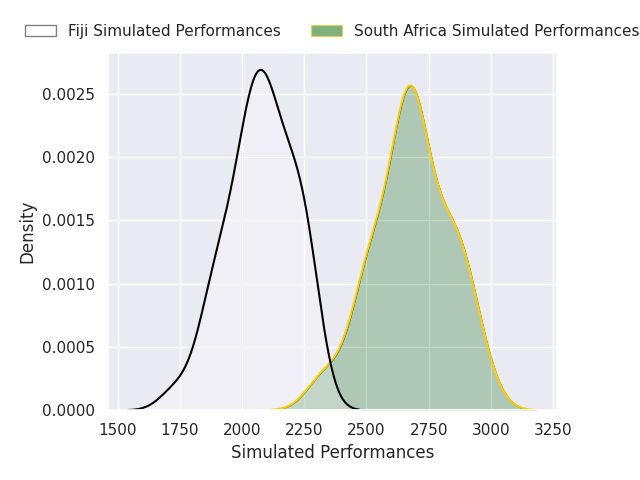 Fiji Simulated Performances
South Africa Simulated Performances
0.0025
0.0020
0.0015
0.0010
0.0005
0.0000
Density
1500 1750 2000 2250 2500 2750 3000 3250
Simulated Performances